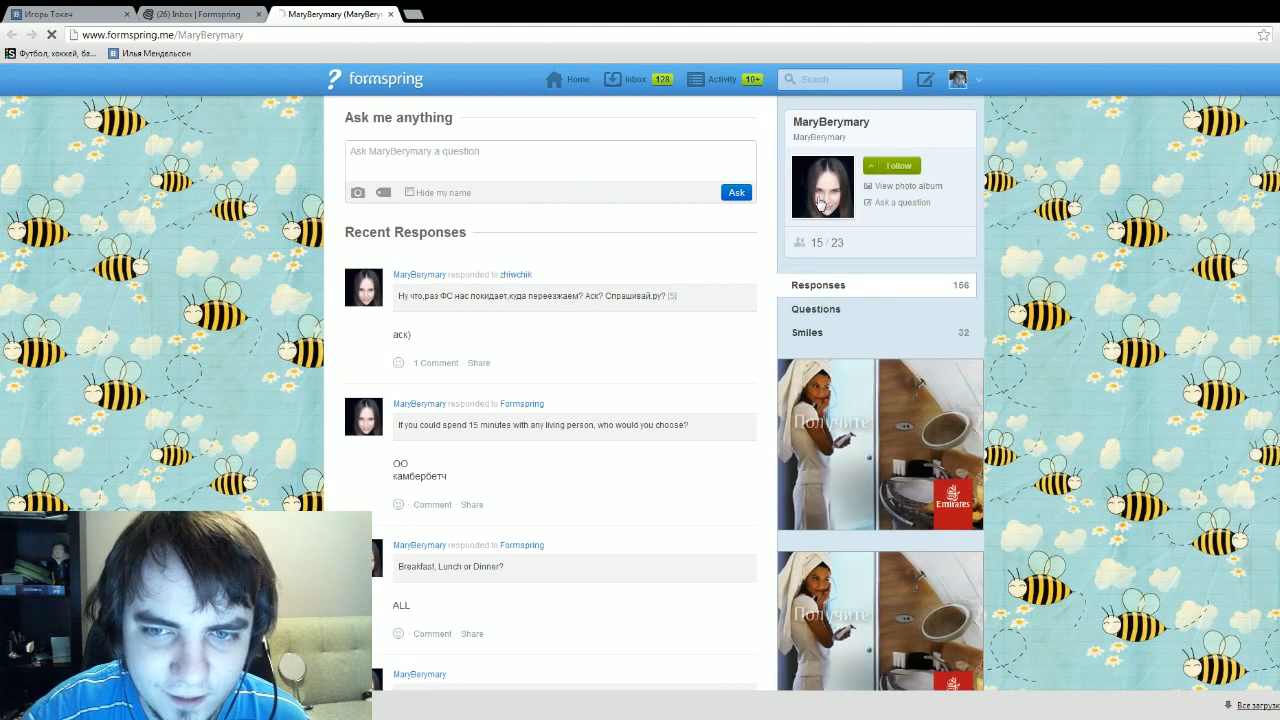 Игорь Токач
(26) Inbox | Formspring
MaryBerymary (MaryBery
www.formspring.me/MaryBerymary
Футбол, хоккей, ба...
Илья Мендельсон
formspring
Home
Inbox 128
Activity 10+
Search
Ask me anything
Ask MaryBerymary a question
Hide my name
Ask
Recent Responses
MaryBerymary responded to zhiwchik
Ну что,раз ФС нас покидает,куда переезжаем? Аск? Спрашивай.ру? [5]
аск)
1 Comment · Share
MaryBerymary responded to Formspring
If you could spend 15 minutes with any living person, who would you choose?
ОО
камбербетч
Comment · Share
MaryBerymary responded to Formspring
Breakfast, Lunch or Dinner?
ALL
Comment · Share
MaryBerymary
MaryBerymary
MaryBerymary
Follow
View photo album
Ask a question
15 / 23
Responses 156
Questions
Smiles 32
Получите
Emirates
Получите
Все загрузк